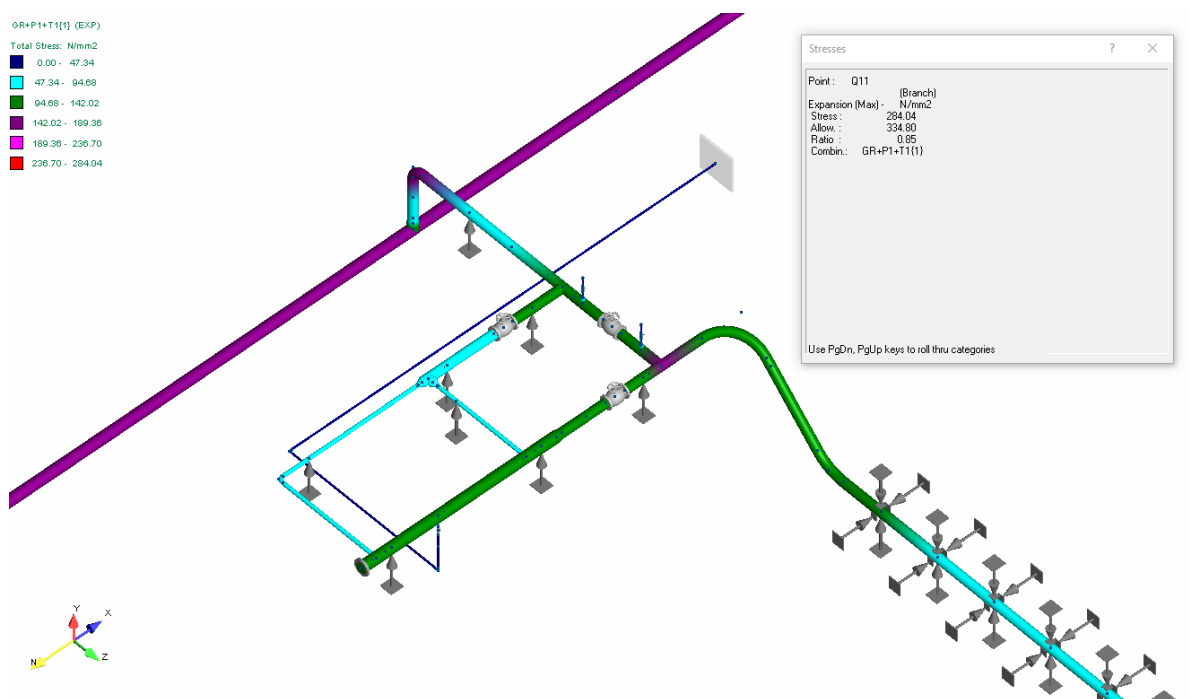 GR+P1+T1{1} (EXP)
Total Stress: N/mm2
0.00 - 47.34
47.34 - 94.68
94.68 - 142.02
142.02 - 189.36
189.36 - 236.70
236.70 - 284.04
Stresses ? ×
Point : Q11
(Branch)
Expansion (Max) - N/mm2
Stress : 284.04
Allow. : 334.80
Ratio : 0.85
Combin.: GR+P1+T1{1}
Use PgDn, PgUp keys to roll thru categories
Y
X
Z
N